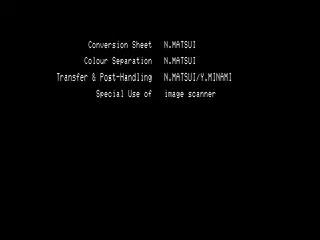 Conversion Sheet N.MATSUI
Colour Separation N.MATSUI
Transfer & Post-Handling N.MATSUI/Y.MINAMI
Special Use of image scanner